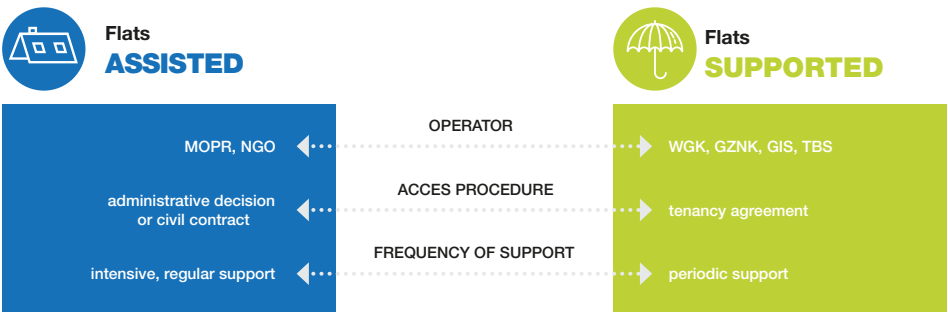 Flats
ASSISTED
Flats
SUPPORTED
OPERATOR
MOPR, NGO
WGK, GZNK, GIS, TBS
ACCES PROCEDURE
administrative decision
or civil contract
tenancy agreement
FREQUENCY OF SUPPORT
intensive, regular support
periodic support